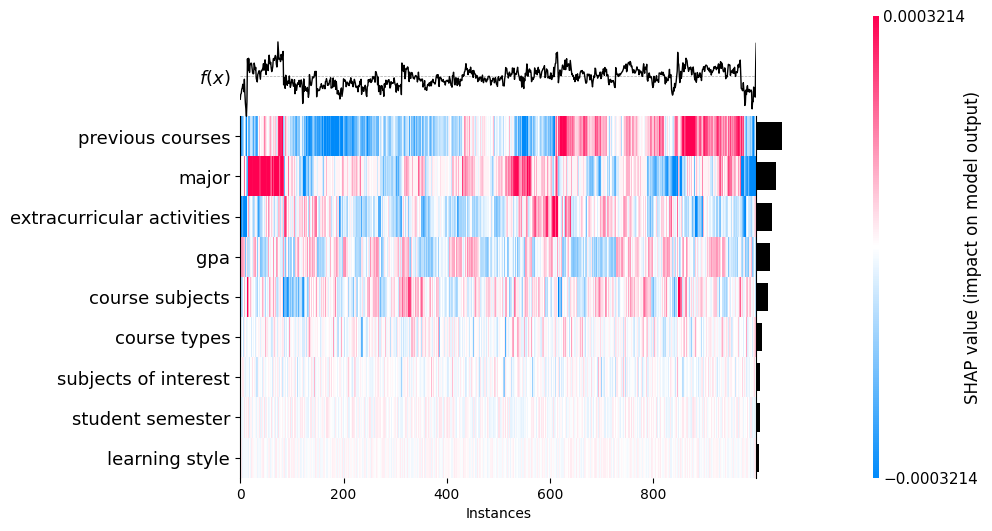 0.0003214
f(x)
previous courses
major
extracurricular activities
gpa
course subjects
course types
subjects of interest
student semester
learning style
0 200 400 600 800
Instances
−0.0003214
SHAP value (impact on model output)